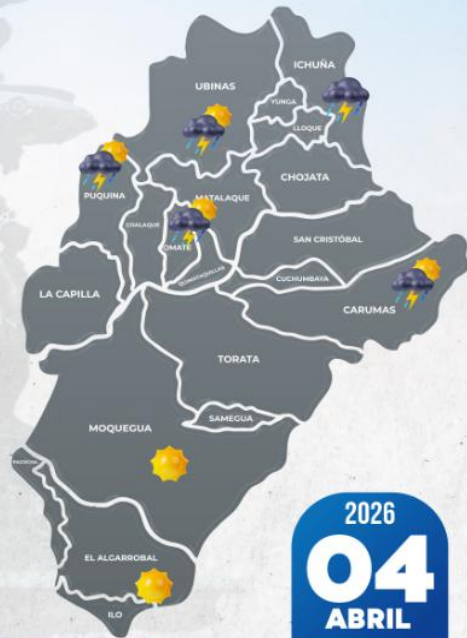 ICHUÑA
UBINAS
YUNGA
LLOQUE
CHOJATA
PUQUINA
MATALAQUE
COALAQUE
OMATE
SAN CRISTÓBAL
QUINISTAQUILLAS
CUCHUMBAYA
LA CAPILLA
CARUMAS
TORATA
SAMEGUA
MOQUEGUA
PACOCHA
EL ALGARROBAL
ILO
2026
04
ABRIL